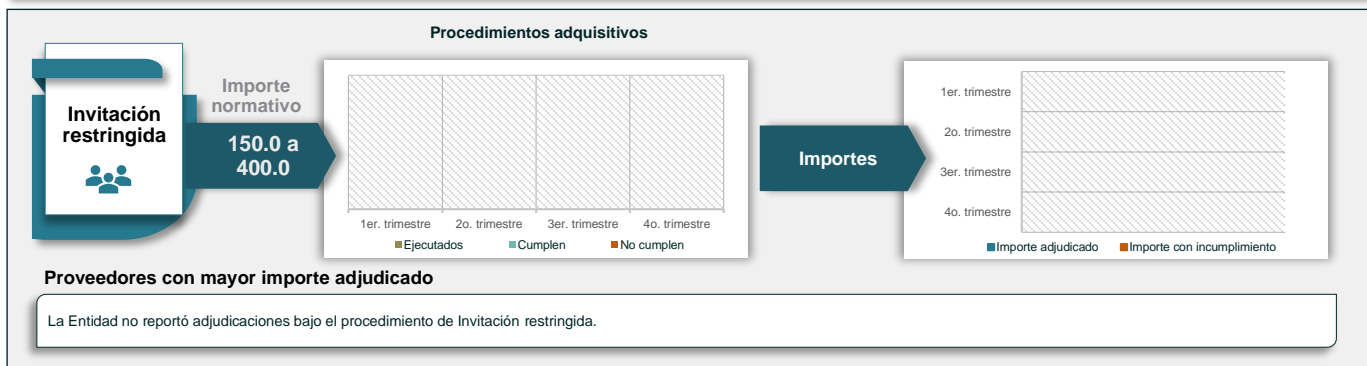 Procedimientos adquisitivos
Invitación
restringida
Importe
normativo
150.0 a
400.0
1er. trimestre
2o. trimestre
3er. trimestre
4o. trimestre
Ejecutados
Cumplen
No cumplen
Importes
1er. trimestre
2o. trimestre
3er. trimestre
4o. trimestre
Importe adjudicado
Importe con incumplimiento
Proveedores con mayor importe adjudicado
La Entidad no reportó adjudicaciones bajo el procedimiento de Invitación restringida.